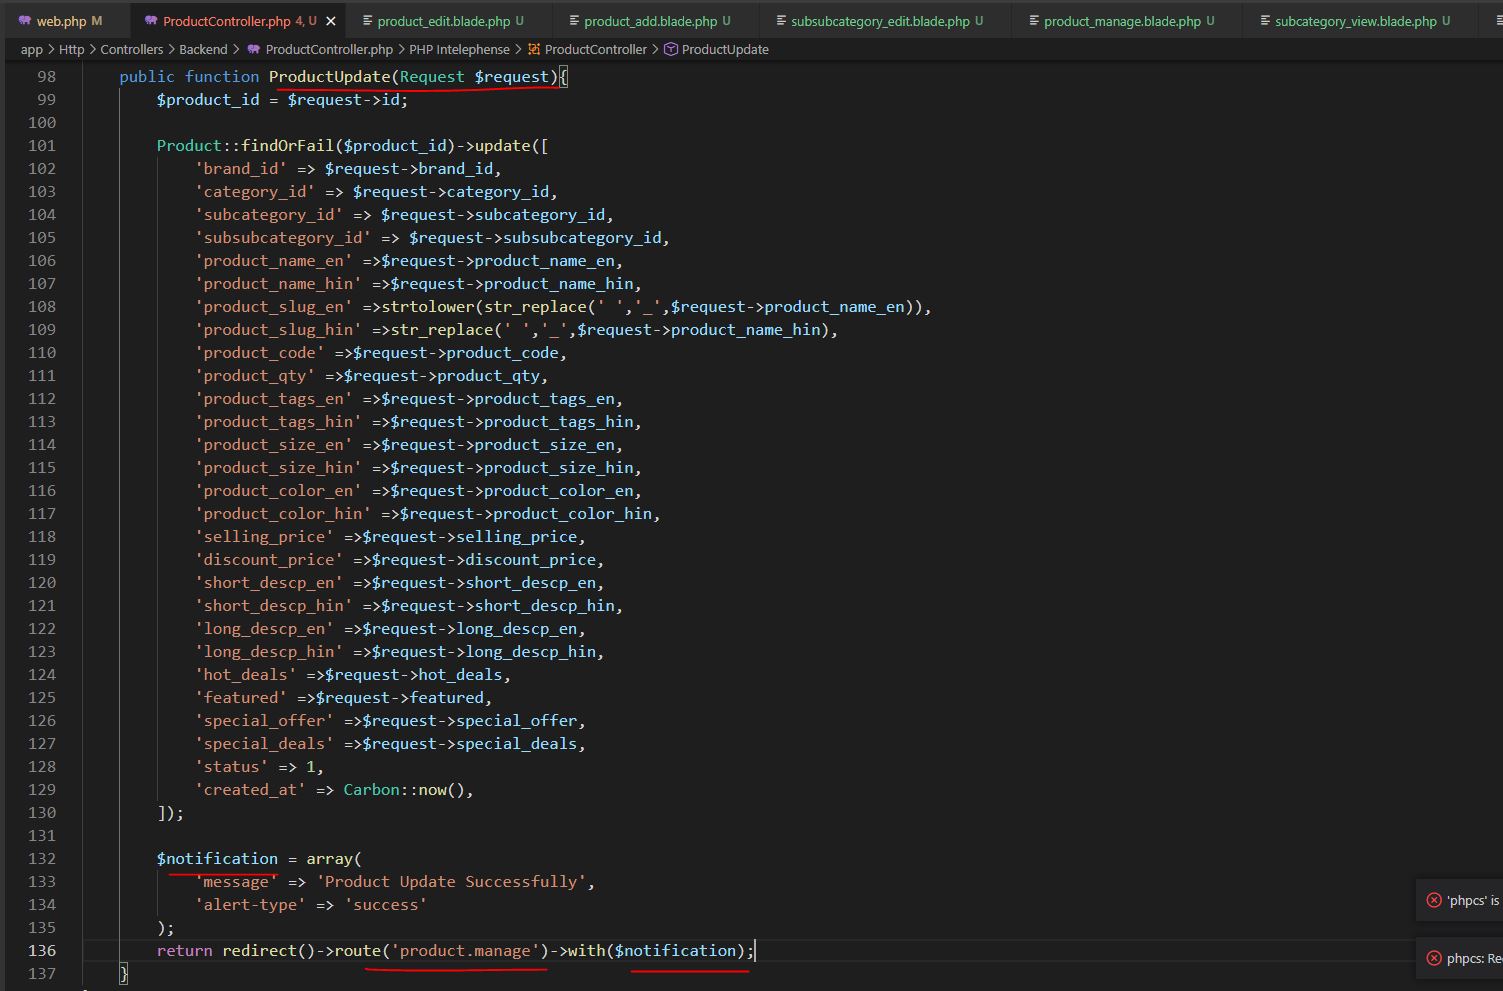 web.php M
ProductController.php 4, U
product_edit.blade.php U
product_add.blade.php U
subsubcategory_edit.blade.php U
product_manage.blade.php U
subcategory_view.blade.php U
app > Http > Controllers > Backend > ProductController.php > PHP Intelephense > ProductController > ProductUpdate
98 public function ProductUpdate(Request $request){
99 $product_id = $request->id;
100
101 Product::findOrFail($product_id)->update([
102 'brand_id' => $request->brand_id,
103 'category_id' => $request->category_id,
104 'subcategory_id' => $request->subcategory_id,
105 'subsubcategory_id' => $request->subsubcategory_id,
106 'product_name_en' =>$request->product_name_en,
107 'product_name_hin' =>$request->product_name_hin,
108 'product_slug_en' =>strtolower(str_replace(' ','_',$request->product_name_en)),
109 'product_slug_hin' =>str_replace(' ','_',$request->product_name_hin),
110 'product_code' =>$request->product_code,
111 'product_qty' =>$request->product_qty,
112 'product_tags_en' =>$request->product_tags_en,
113 'product_tags_hin' =>$request->product_tags_hin,
114 'product_size_en' =>$request->product_size_en,
115 'product_size_hin' =>$request->product_size_hin,
116 'product_color_en' =>$request->product_color_en,
117 'product_color_hin' =>$request->product_color_hin,
118 'selling_price' =>$request->selling_price,
119 'discount_price' =>$request->discount_price,
120 'short_descp_en' =>$request->short_descp_en,
121 'short_descp_hin' =>$request->short_descp_hin,
122 'long_descp_en' =>$request->long_descp_en,
123 'long_descp_hin' =>$request->long_descp_hin,
124 'hot_deals' =>$request->hot_deals,
125 'featured' =>$request->featured,
126 'special_offer' =>$request->special_offer,
127 'special_deals' =>$request->special_deals,
128 'status' => 1,
129 'created_at' => Carbon::now(),
130 ]);
131
132 $notification = array(
133 'message' => 'Product Update Successfully',
134 'alert-type' => 'success'
135 );
136 return redirect()->route('product.manage')->with($notification);
137 }
'phpcs' is
phpcs: Re